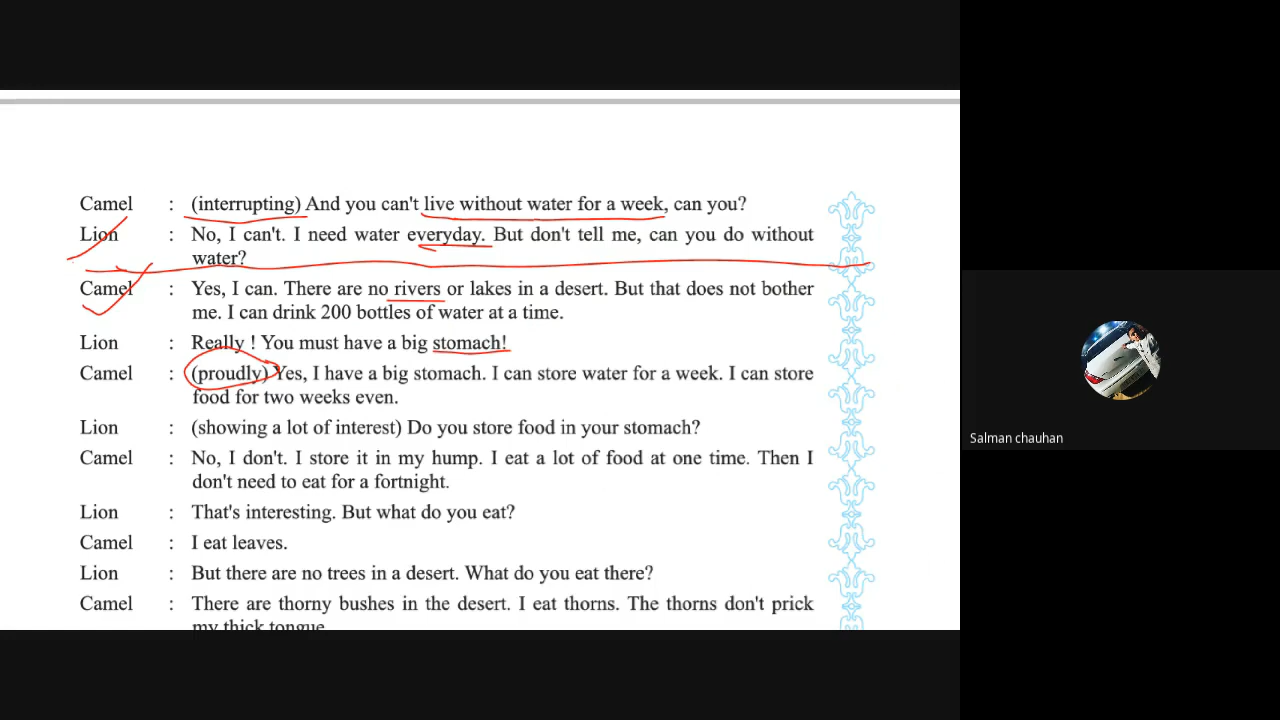 Camel : (interrupting) And you can't live without water for a week, can you?
Lion : No, I can't. I need water everyday. But don't tell me, can you do without
water?
Camel : Yes, I can. There are no rivers or lakes in a desert. But that does not bother
me. I can drink 200 bottles of water at a time.
Lion : Really ! You must have a big stomach!
Camel : (proudly) Yes, I have a big stomach. I can store water for a week. I can store
food for two weeks even.
Lion : (showing a lot of interest) Do you store food in your stomach?
Camel : No, I don't. I store it in my hump. I eat a lot of food at one time. Then I
don't need to eat for a fortnight.
Lion : That's interesting. But what do you eat?
Camel : I eat leaves.
Lion : But there are no trees in a desert. What do you eat there?
Camel : There are thorny bushes in the desert. I eat thorns. The thorns don't prick
my thick tongue
Salman chauhan